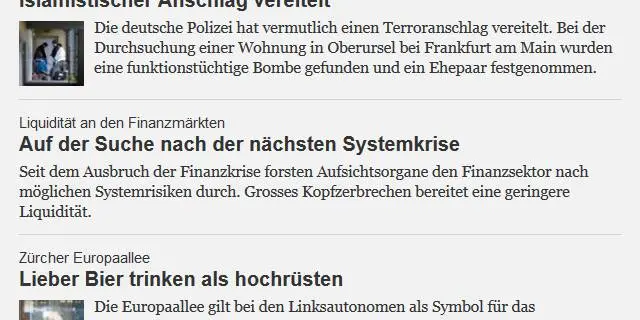 Islamistischer Anschlag vereitelt
Die deutsche Polizei hat vermutlich einen Terroranschlag vereitelt. Bei der
Durchsuchung einer Wohnung in Oberursel bei Frankfurt am Main wurden
eine funktionstüchtige Bombe gefunden und ein Ehepaar festgenommen.
Liquidität an den Finanzmärkten
Auf der Suche nach der nächsten Systemkrise
Seit dem Ausbruch der Finanzkrise forsten Aufsichtsorgane den Finanzsektor nach
möglichen Systemrisiken durch. Grosses Kopfzerbrechen bereitet eine geringere
Liquidität.
Zürcher Europaallee
Lieber Bier trinken als hochrüsten
Die Europaallee gilt bei den Linksautonomen als Symbol für das